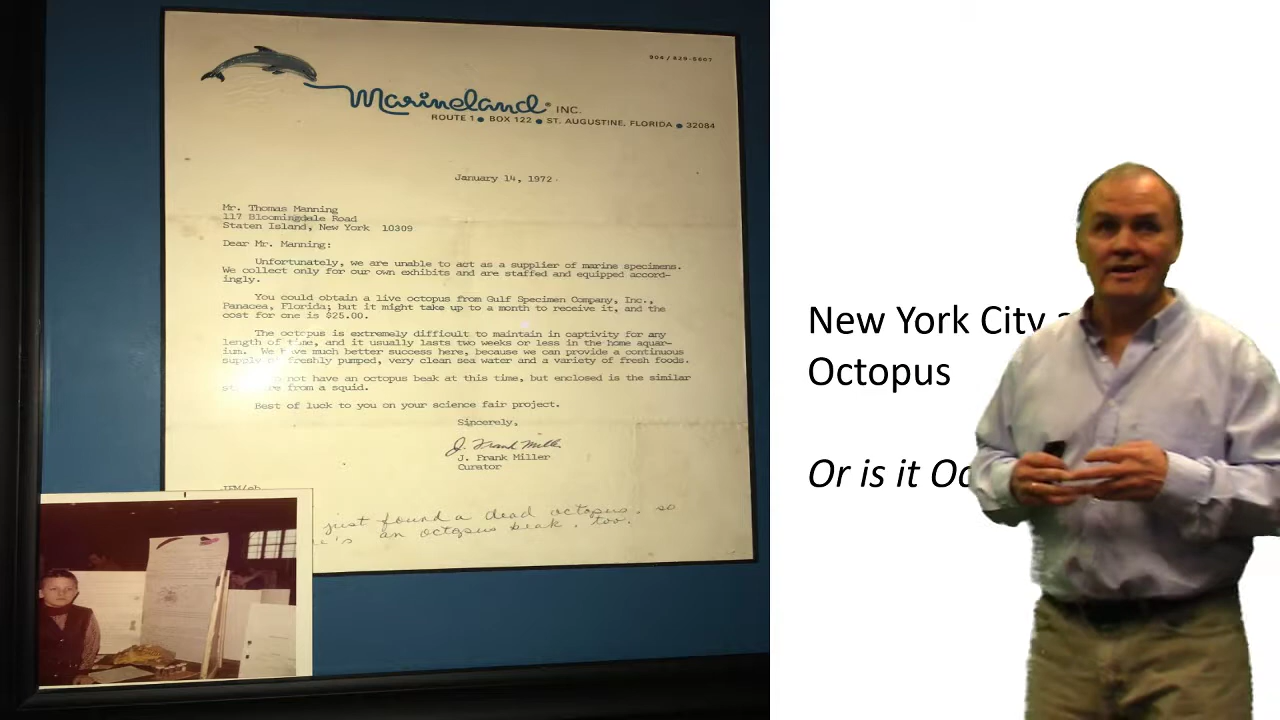 904 / 829-5607
Marineland® INC.
ROUTE 1 ● BOX 122 ● ST. AUGUSTINE, FLORIDA ● 32084
January 14, 1972
Mr. Thomas Manning
117 Bloomingdale Road
Staten Island, New York 10309
Dear Mr. Manning:
Unfortunately, we are unable to act as a supplier of marine specimens.
We collect only for our own exhibits and are staffed and equipped accord-
ingly.
You could obtain a live octopus from Gulf Specimen Company, Inc.,
Panacea, Florida; but it might take up to a month to receive it, and the
cost for one is $25.00.
The octopus is extremely difficult to maintain in captivity for any
length of time, and it usually lasts two weeks or less in the home aquar-
ium. We have much better success here, because we can provide a continuous
supply of freshly pumped, very clean sea water and a variety of fresh foods.
not have an octopus beak at this time, but enclosed is the similar
from a squid.
Best of luck to you on your science fair project.
Sincerely,
J. Frank Miller
J. Frank Miller
Curator
just found a dead octopus, so
an octopus beak, too.
New York City
Octopus
Or is it